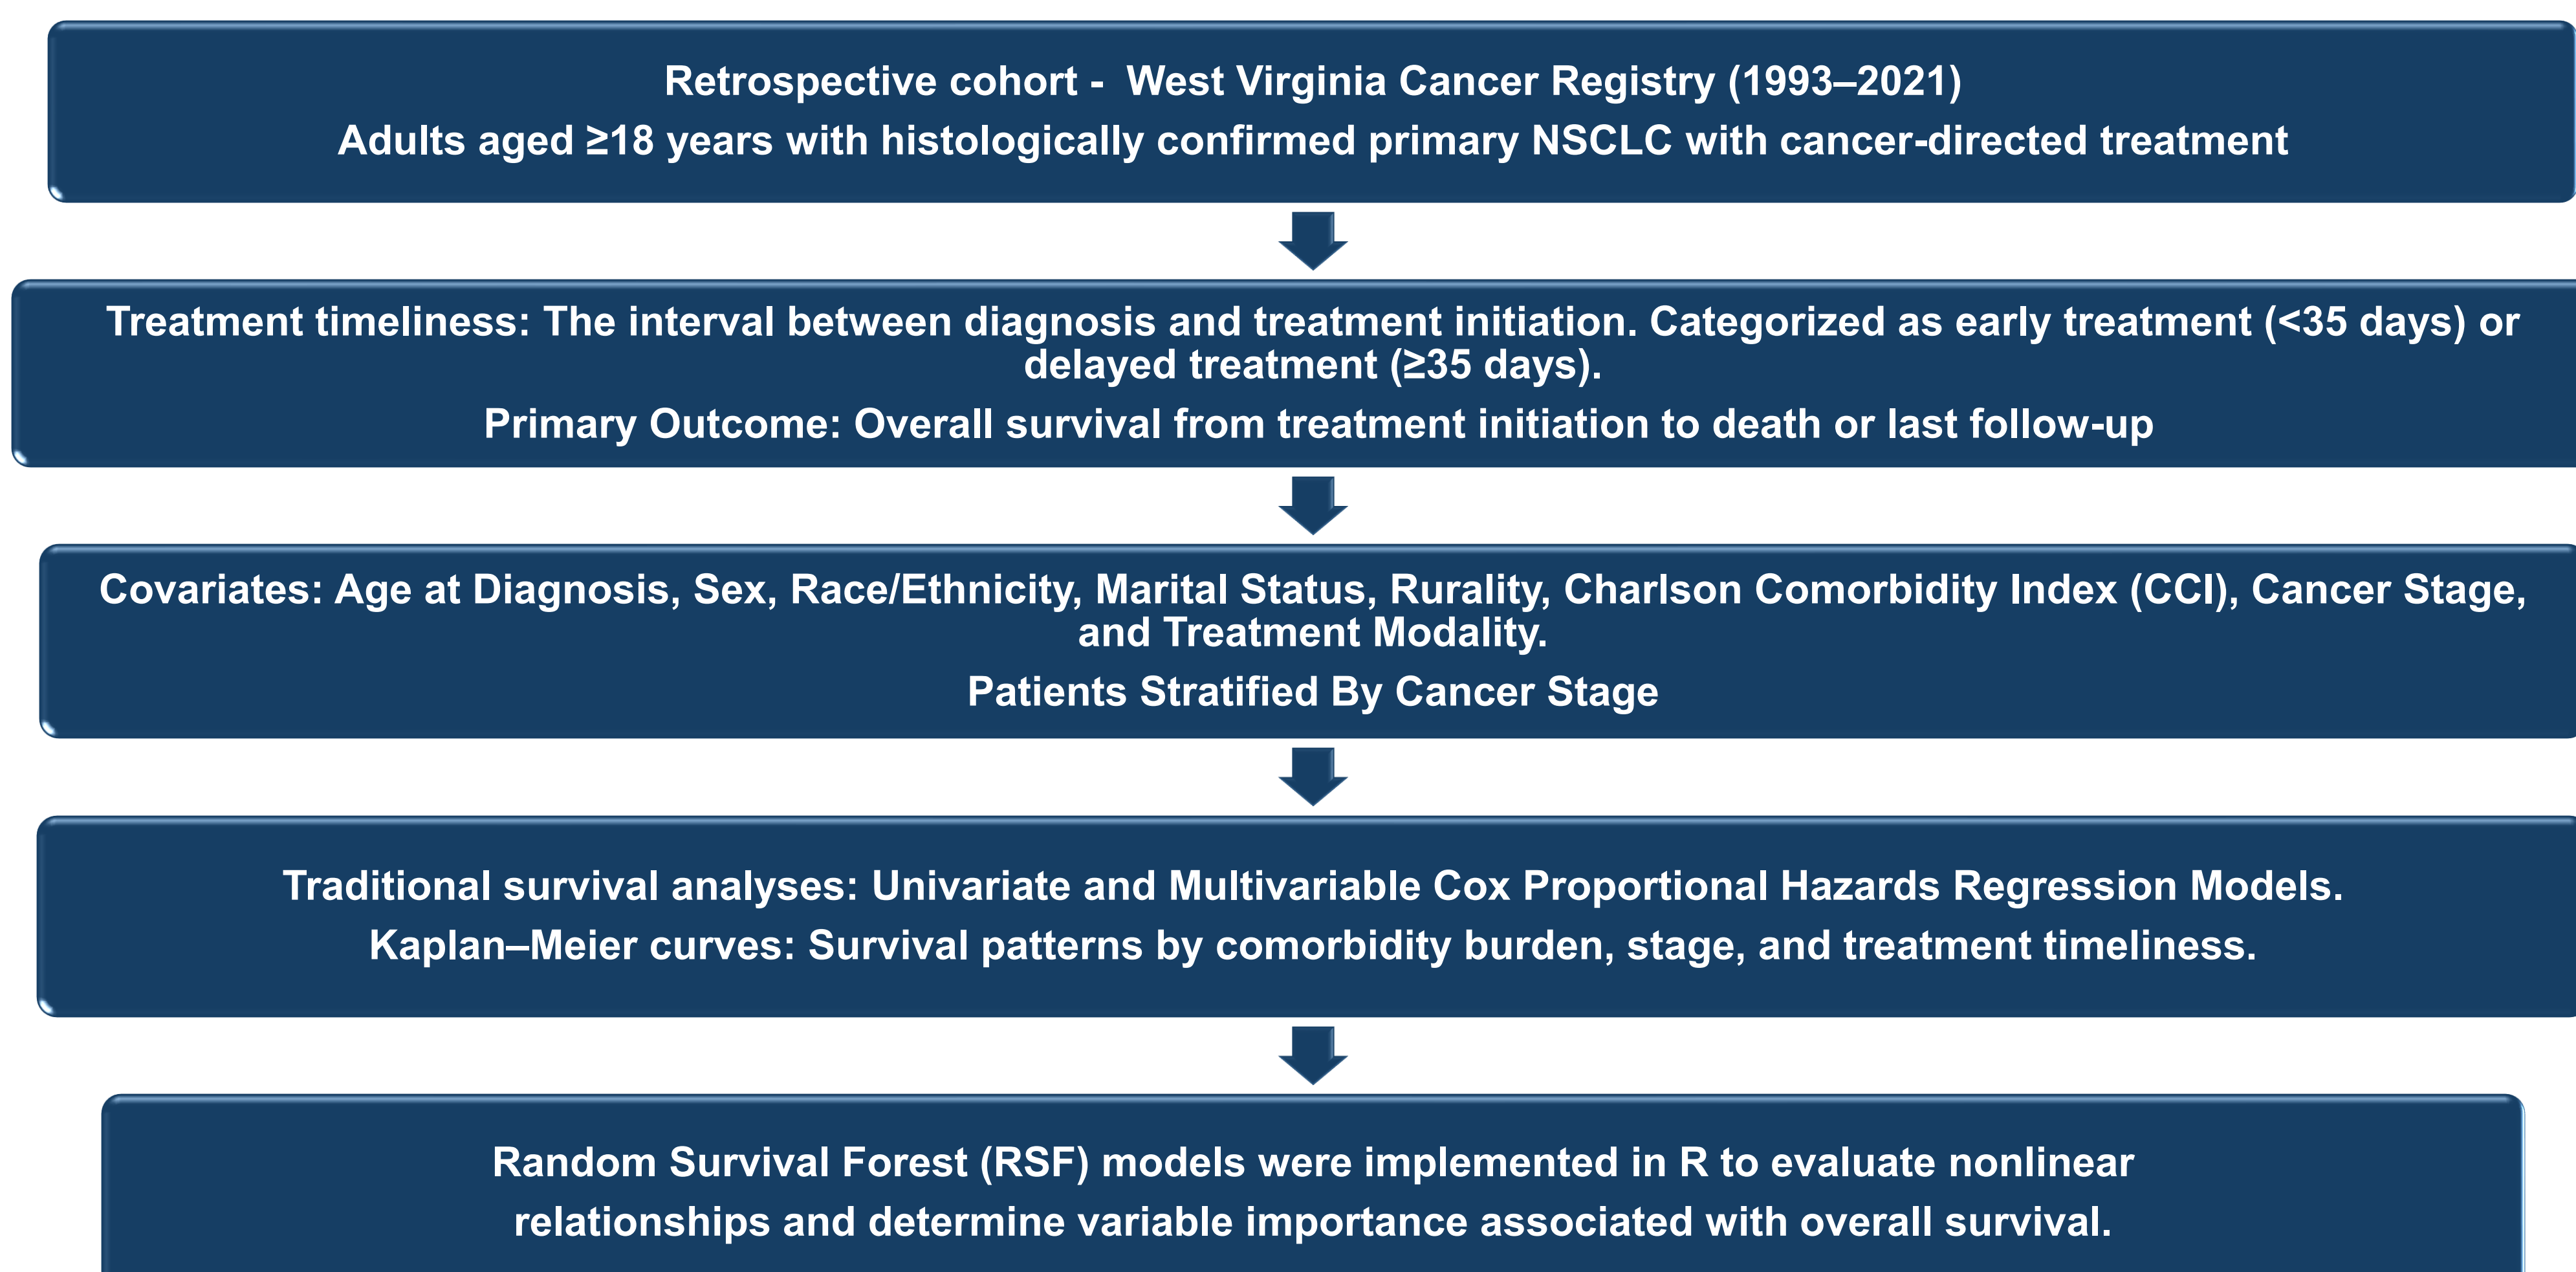 Retrospective cohort -  West Virginia Cancer Registry (1993–2021)
Adults aged ≥18 years with histologically confirmed primary NSCLC with cancer-directed treatment
Treatment timeliness: The interval between diagnosis and treatment initiation. Categorized as early treatment (<35 days) or
delayed treatment (≥35 days).
Primary Outcome: Overall survival from treatment initiation to death or last follow-up
Covariates: Age at Diagnosis, Sex, Race/Ethnicity, Marital Status, Rurality, Charlson Comorbidity Index (CCI), Cancer Stage,
and Treatment Modality.
Patients Stratified By Cancer Stage
Traditional survival analyses: Univariate and Multivariable Cox Proportional Hazards Regression Models.
Kaplan–Meier curves: Survival patterns by comorbidity burden, stage, and treatment timeliness.
Random Survival Forest (RSF) models were implemented in R to evaluate nonlinear
relationships and determine variable importance associated with overall survival.